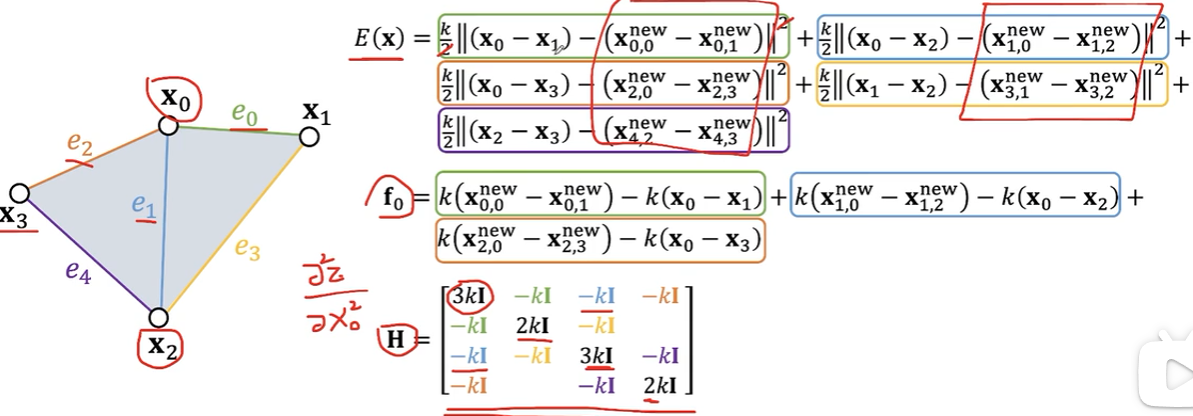 E(x) = k/2‖(x₀ − x₁) − (x₀,₀ⁿᵉʷ − x₀,₁ⁿᵉʷ)‖² + k/2‖(x₀ − x₂) − (x₁,₀ⁿᵉʷ − x₁,₂ⁿᵉʷ)‖² +
k/2‖(x₀ − x₃) − (x₂,₀ⁿᵉʷ − x₂,₃ⁿᵉʷ)‖² + k/2‖(x₁ − x₂) − (x₃,₁ⁿᵉʷ − x₃,₂ⁿᵉʷ)‖² +
k/2‖(x₂ − x₃) − (x₄,₂ⁿᵉʷ − x₄,₃ⁿᵉʷ)‖²
x₀
e₀
x₁
e₂
x₃
e₁
e₃
e₄
x₂
f₀ = k(x₀,₀ⁿᵉʷ − x₀,₁ⁿᵉʷ) − k(x₀ − x₁) + k(x₁,₀ⁿᵉʷ − x₁,₂ⁿᵉʷ) − k(x₀ − x₂) +
k(x₂,₀ⁿᵉʷ − x₂,₃ⁿᵉʷ) − k(x₀ − x₃)
H =
3kI −kI −kI −kI
−kI 2kI −kI
−kI −kI 3kI −kI
−kI −kI 2kI